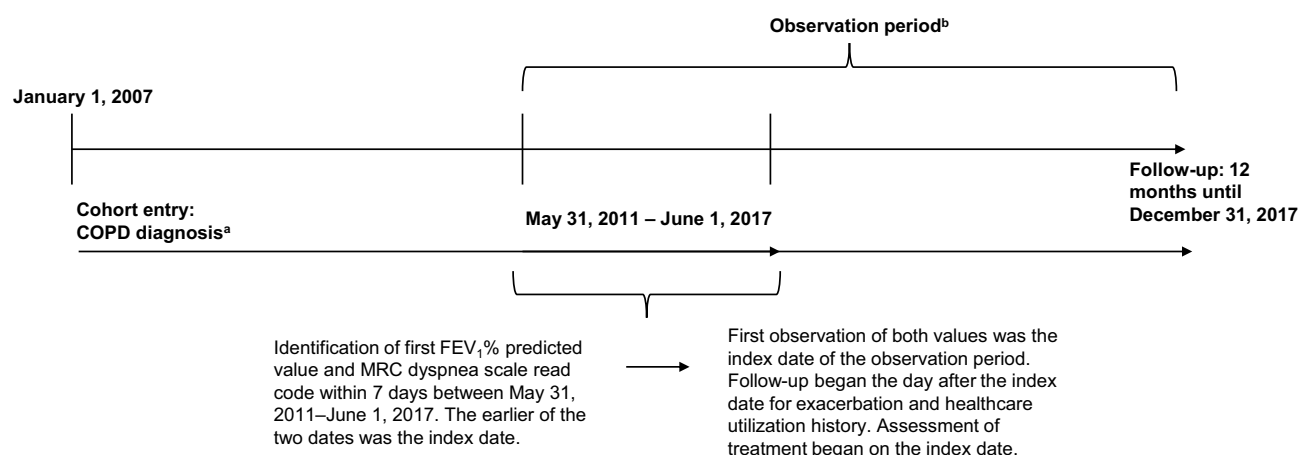 Observation periodᵇ
January 1, 2007
Follow-up: 12
months until
December 31, 2017
Cohort entry:
COPD diagnosisᵃ
May 31, 2011 – June 1, 2017
Identification of first FEV₁% predicted
value and MRC dyspnea scale read
code within 7 days between May 31,
2011–June 1, 2017. The earlier of the
two dates was the index date.
First observation of both values was the
index date of the observation period.
Follow-up began the day after the index
date for exacerbation and healthcare
utilization history. Assessment of
treatment began on the index date.